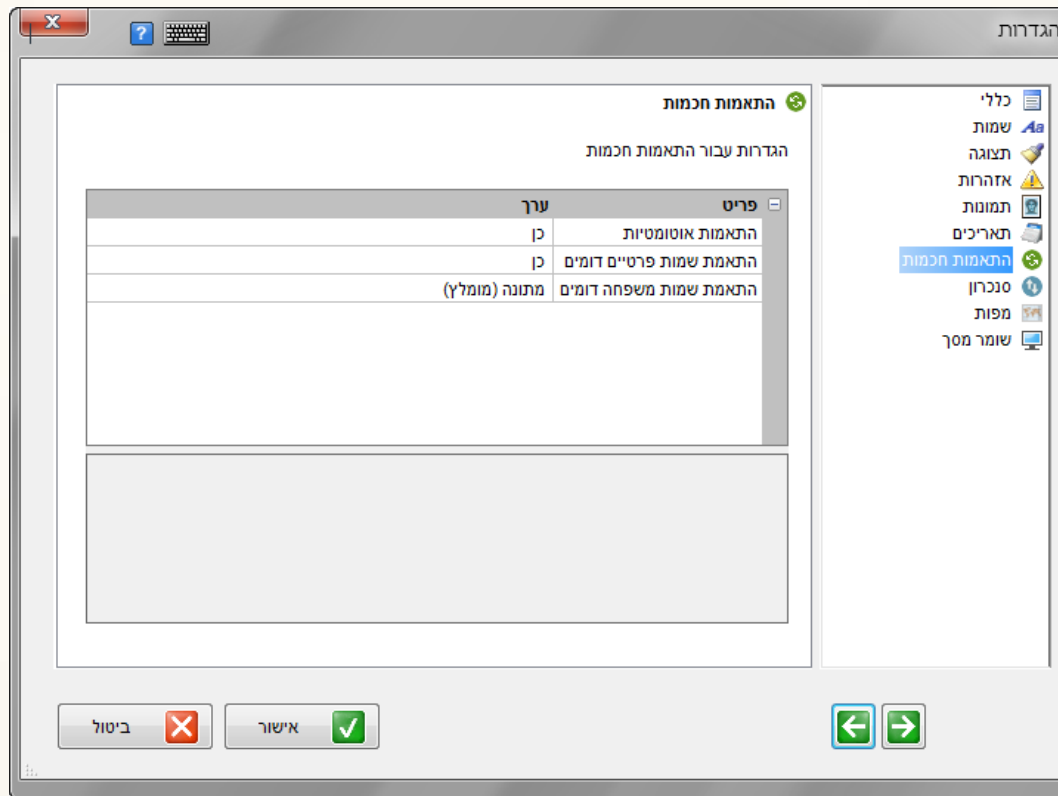 הגדרות
כללי
שמות
תצוגה
אזהרות
תמונות
תאריכים
התאמות חכמות
סנכרון
מפות
שומר מסך
התאמות חכמות
הגדרות עבור התאמות חכמות
פריט ערך
התאמות אוטומטיות כן
התאמת שמות פרטיים דומים כן
התאמת שמות משפחה דומים מתונה (מומלץ)
אישור ביטול